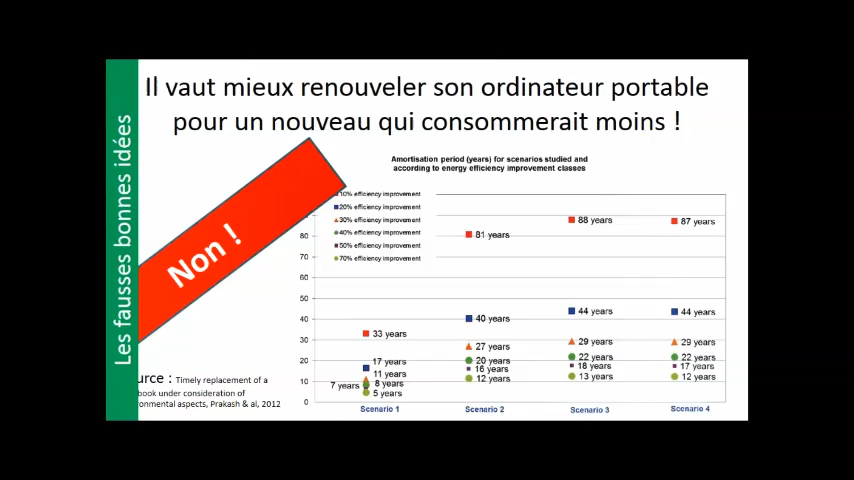 Il vaut mieux renouveler son ordinateur portable
pour un nouveau qui consommerait moins !
Les fausses bonnes idées
Non !
Amortisation period (years) for scenarios studied and
according to energy efficiency improvement classes
10% efficiency improvement
20% efficiency improvement
30% efficiency improvement
40% efficiency improvement
50% efficiency improvement
70% efficiency improvement
80
70
60
50
40
30
20
10
0
33 years
17 years
11 years
8 years
7 years
5 years
81 years
40 years
27 years
20 years
16 years
12 years
88 years
44 years
29 years
22 years
18 years
13 years
87 years
44 years
29 years
22 years
17 years
12 years
Scenario 1
Scenario 2
Scenario 3
Scenario 4
urce : Timely replacement of a
book under consideration of
onmental aspects, Prakash & al, 2012